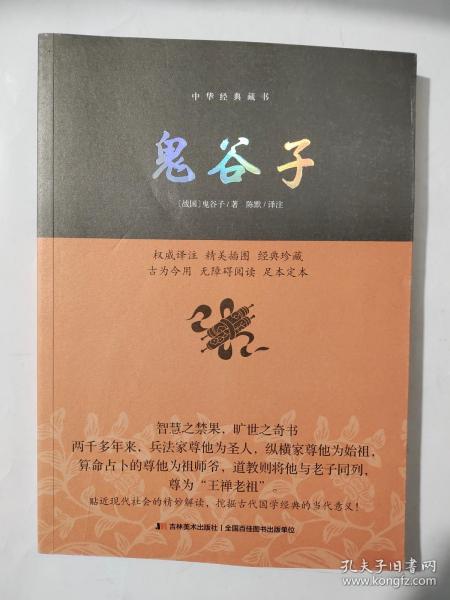 中华经典藏书
鬼谷子
［战国］鬼谷子/著 陈默/译注
权威译注 精美插图 经典珍藏
古为今用 无障碍阅读 足本定本
智慧之禁果，旷世之奇书
两千多年来，兵法家尊他为圣人，纵横家尊他为始祖，
算命占卜的尊他为祖师爷，道教则将他与老子同列，
尊为“王禅老祖”。
贴近现代社会的精妙解读，挖掘古代国学经典的当代意义！
吉林美术出版社｜全国百佳图书出版单位
孔夫子旧书网
www.kongfz.com